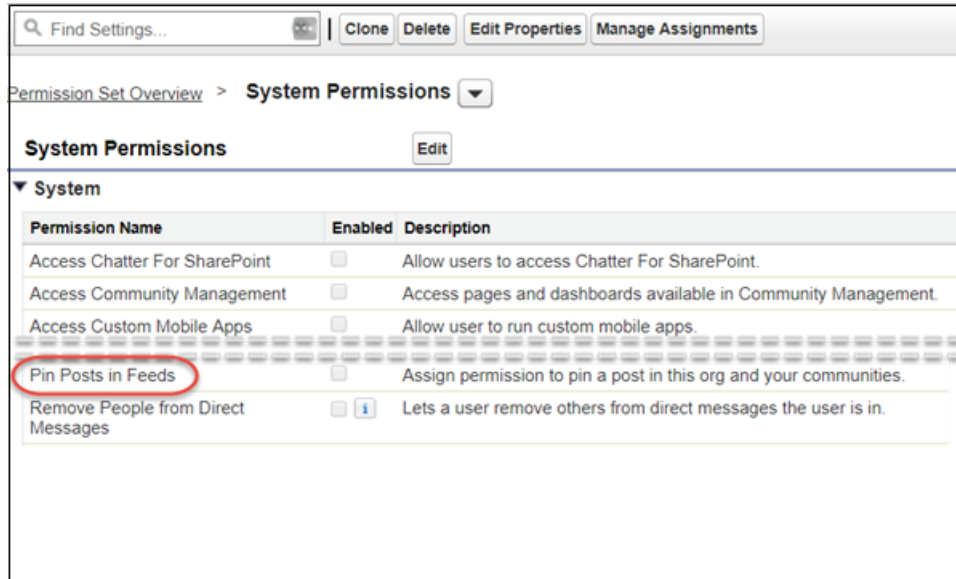 Find Settings...
Clone Delete Edit Properties Manage Assignments
Permission Set Overview > System Permissions
System Permissions Edit
System
Permission Name Enabled Description
Access Chatter For SharePoint Allow users to access Chatter For SharePoint.
Access Community Management Access pages and dashboards available in Community Management.
Access Custom Mobile Apps Allow user to run custom mobile apps.
Pin Posts in Feeds Assign permission to pin a post in this org and your communities.
Remove People from Direct Lets a user remove others from direct messages the user is in.
Messages